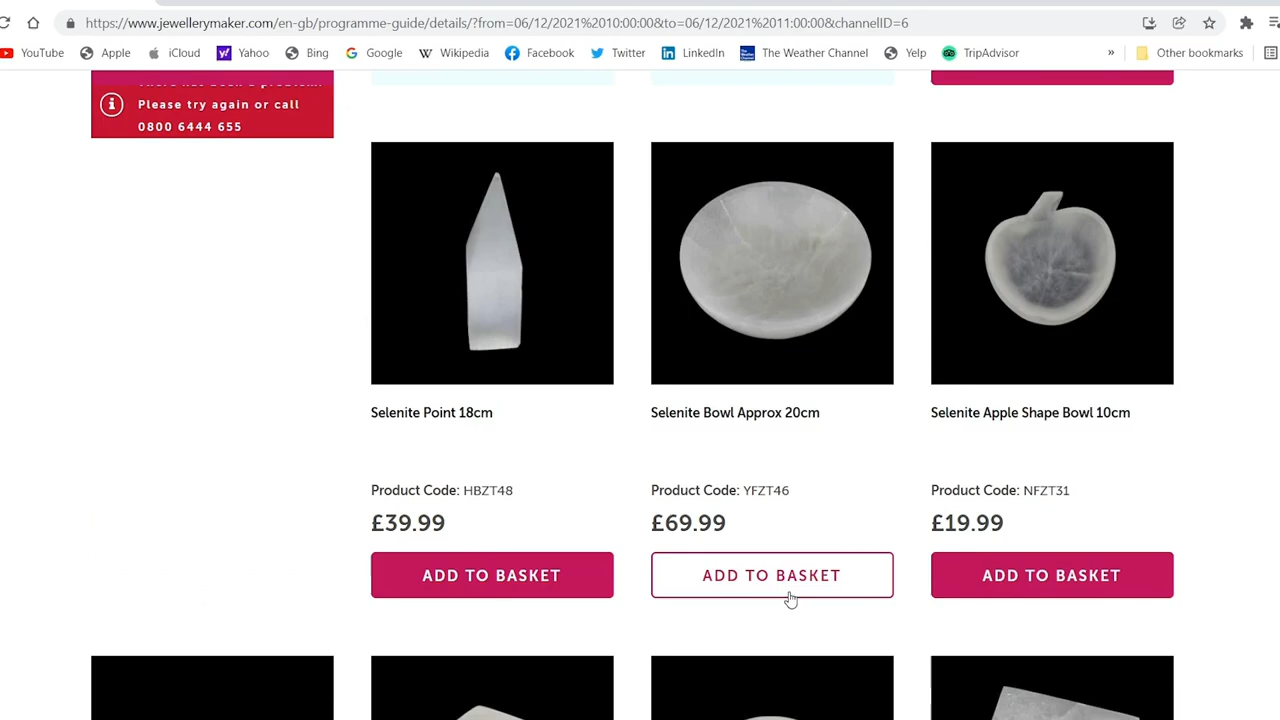 https://www.jewellerymaker.com/en-gb/programme-guide/details/?from=06/12/2021%2010:00:00&to=06/12/2021%2011:00:00&channelID=6
YouTube Apple iCloud Yahoo Bing Google Wikipedia Facebook Twitter LinkedIn The Weather Channel Yelp TripAdvisor » Other bookmarks
There has been a problem.
Please try again or call
0800 6444 655
Selenite Point 18cm
Product Code: HBZT48
£39.99
ADD TO BASKET
Selenite Bowl Approx 20cm
Product Code: YFZT46
£69.99
ADD TO BASKET
Selenite Apple Shape Bowl 10cm
Product Code: NFZT31
£19.99
ADD TO BASKET